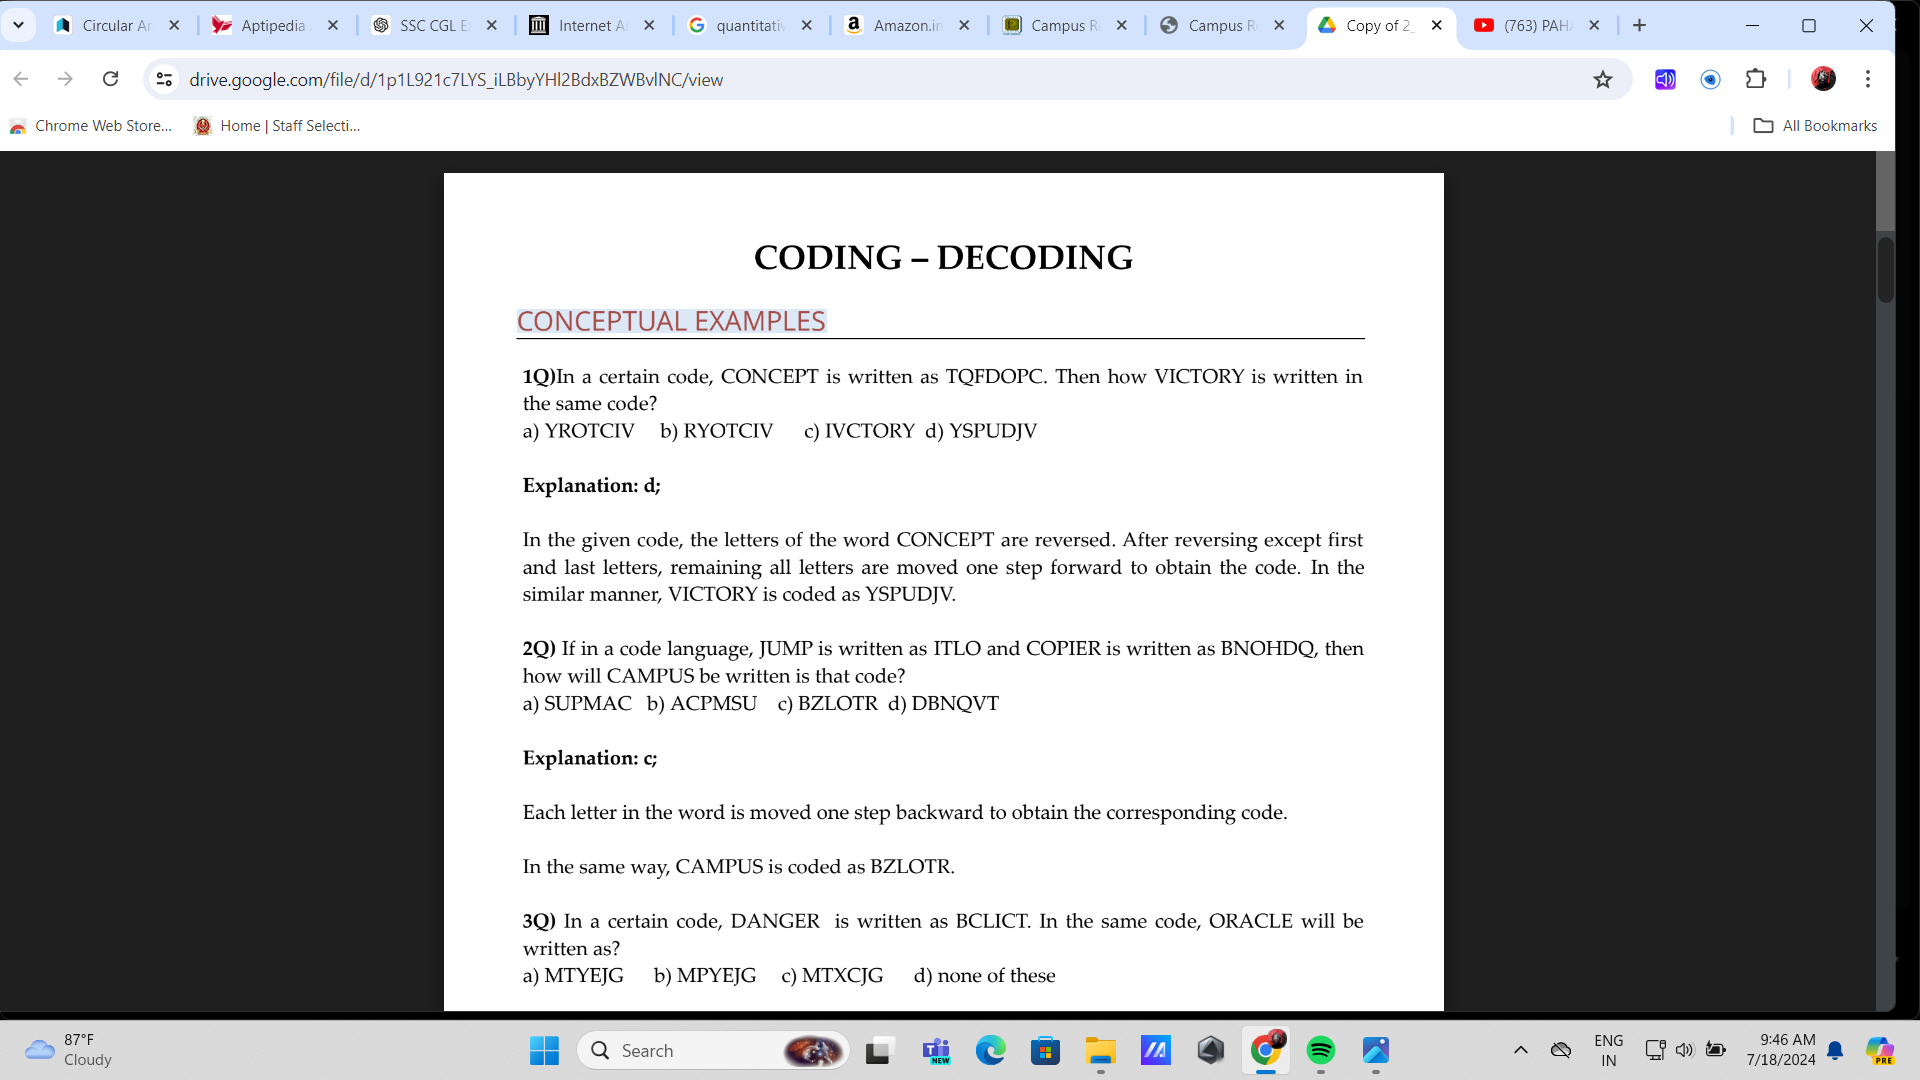 Circular Ar
Aptipedia
SSC CGL E
Internet A
quantitativ
Amazon.in
Campus R
Campus R
Copy of 2_
(763) PAHA
drive.google.com/file/d/1p1L921c7LYS_iLBbyYHl2BdxBZWBvlNC/view
Chrome Web Store...
Home | Staff Selecti...
All Bookmarks
CODING – DECODING
CONCEPTUAL EXAMPLES
1Q)In a certain code, CONCEPT is written as TQFDOPC. Then how VICTORY is written in
the same code?
a) YROTCIV b) RYOTCIV c) IVCTORY d) YSPUDJV
Explanation: d;
In the given code, the letters of the word CONCEPT are reversed. After reversing except first
and last letters, remaining all letters are moved one step forward to obtain the code. In the
similar manner, VICTORY is coded as YSPUDJV.
2Q) If in a code language, JUMP is written as ITLO and COPIER is written as BNOHDQ, then
how will CAMPUS be written is that code?
a) SUPMAC b) ACPMSU c) BZLOTR d) DBNQVT
Explanation: c;
Each letter in the word is moved one step backward to obtain the corresponding code.
In the same way, CAMPUS is coded as BZLOTR.
3Q) In a certain code, DANGER is written as BCLICT. In the same code, ORACLE will be
written as?
a) MTYEJG b) MPYEJG c) MTXCJG d) none of these
87°F
Cloudy
Search
NEW
ENG
IN
9:46 AM
7/18/2024
PRE